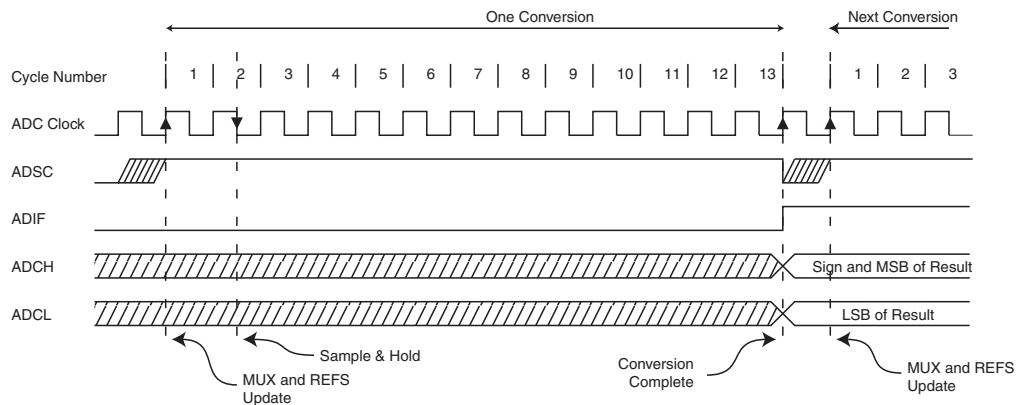 One Conversion
Next Conversion
Cycle Number
1 2 3 4 5 6 7 8 9 10 11 12 13 1 2 3
ADC Clock
ADSC
ADIF
ADCH
Sign and MSB of Result
ADCL
LSB of Result
Sample & Hold
MUX and REFS
Update
Conversion
Complete
MUX and REFS
Update